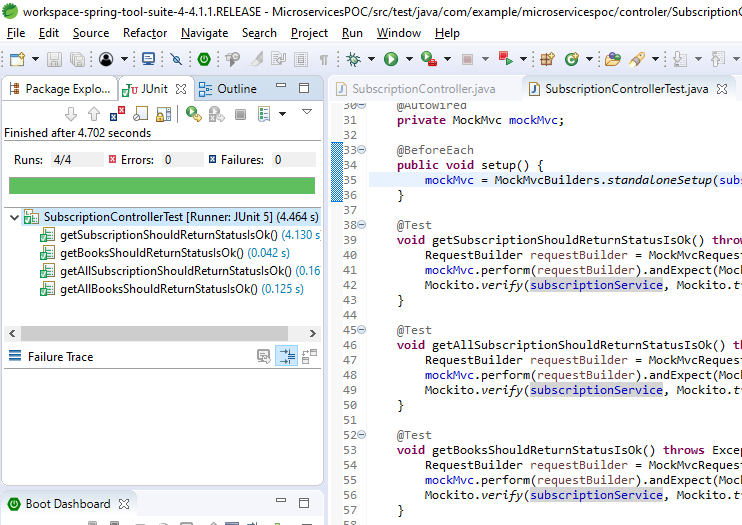 workspace-spring-tool-suite-4-4.1.1.RELEASE - MicroservicesPOC/src/test/java/com/example/microservicespoc/controler/SubscriptionC
File Edit Source Refactor Navigate Search Project Run Window Help
Package Explo... JUnit Outline
Finished after 4.702 seconds
Runs: 4/4 Errors: 0 Failures: 0
SubscriptionControllerTest [Runner: JUnit 5] (4.464 s)
getSubscriptionShouldReturnStatusIsOk() (4.130 s
getBooksShouldReturnStatusIsOk() (0.042 s)
getAllSubscriptionShouldReturnStatusIsOk() (0.16
getAllBooksShouldReturnStatusIsOk() (0.125 s)
Failure Trace
Boot Dashboard
SubscriptionController.java SubscriptionControllerTest.java
30 @Autowired
31 private MockMvc mockMvc;
32
33 @BeforeEach
34 public void setup() {
35 mockMvc = MockMvcBuilders.standaloneSetup(subs
36 }
37
38 @Test
39 void getSubscriptionShouldReturnStatusIsOk() throw
40 RequestBuilder requestBuilder = MockMvcRequest
41 mockMvc.perform(requestBuilder).andExpect(Mock
42 Mockito.verify(subscriptionService, Mockito.ti
43 }
44
45 @Test
46 void getAllSubscriptionShouldReturnStatusIsOk() th
47 RequestBuilder requestBuilder = MockMvcRequest
48 mockMvc.perform(requestBuilder).andExpect(Mock
49 Mockito.verify(subscriptionService, Mockito.ti
50 }
51
52 @Test
53 void getBooksShouldReturnStatusIsOk() throws Excep
54 RequestBuilder requestBuilder = MockMvcRequest
55 mockMvc.perform(requestBuilder).andExpect(Mock
56 Mockito.verify(subscriptionService, Mockito.ti
57 }
58